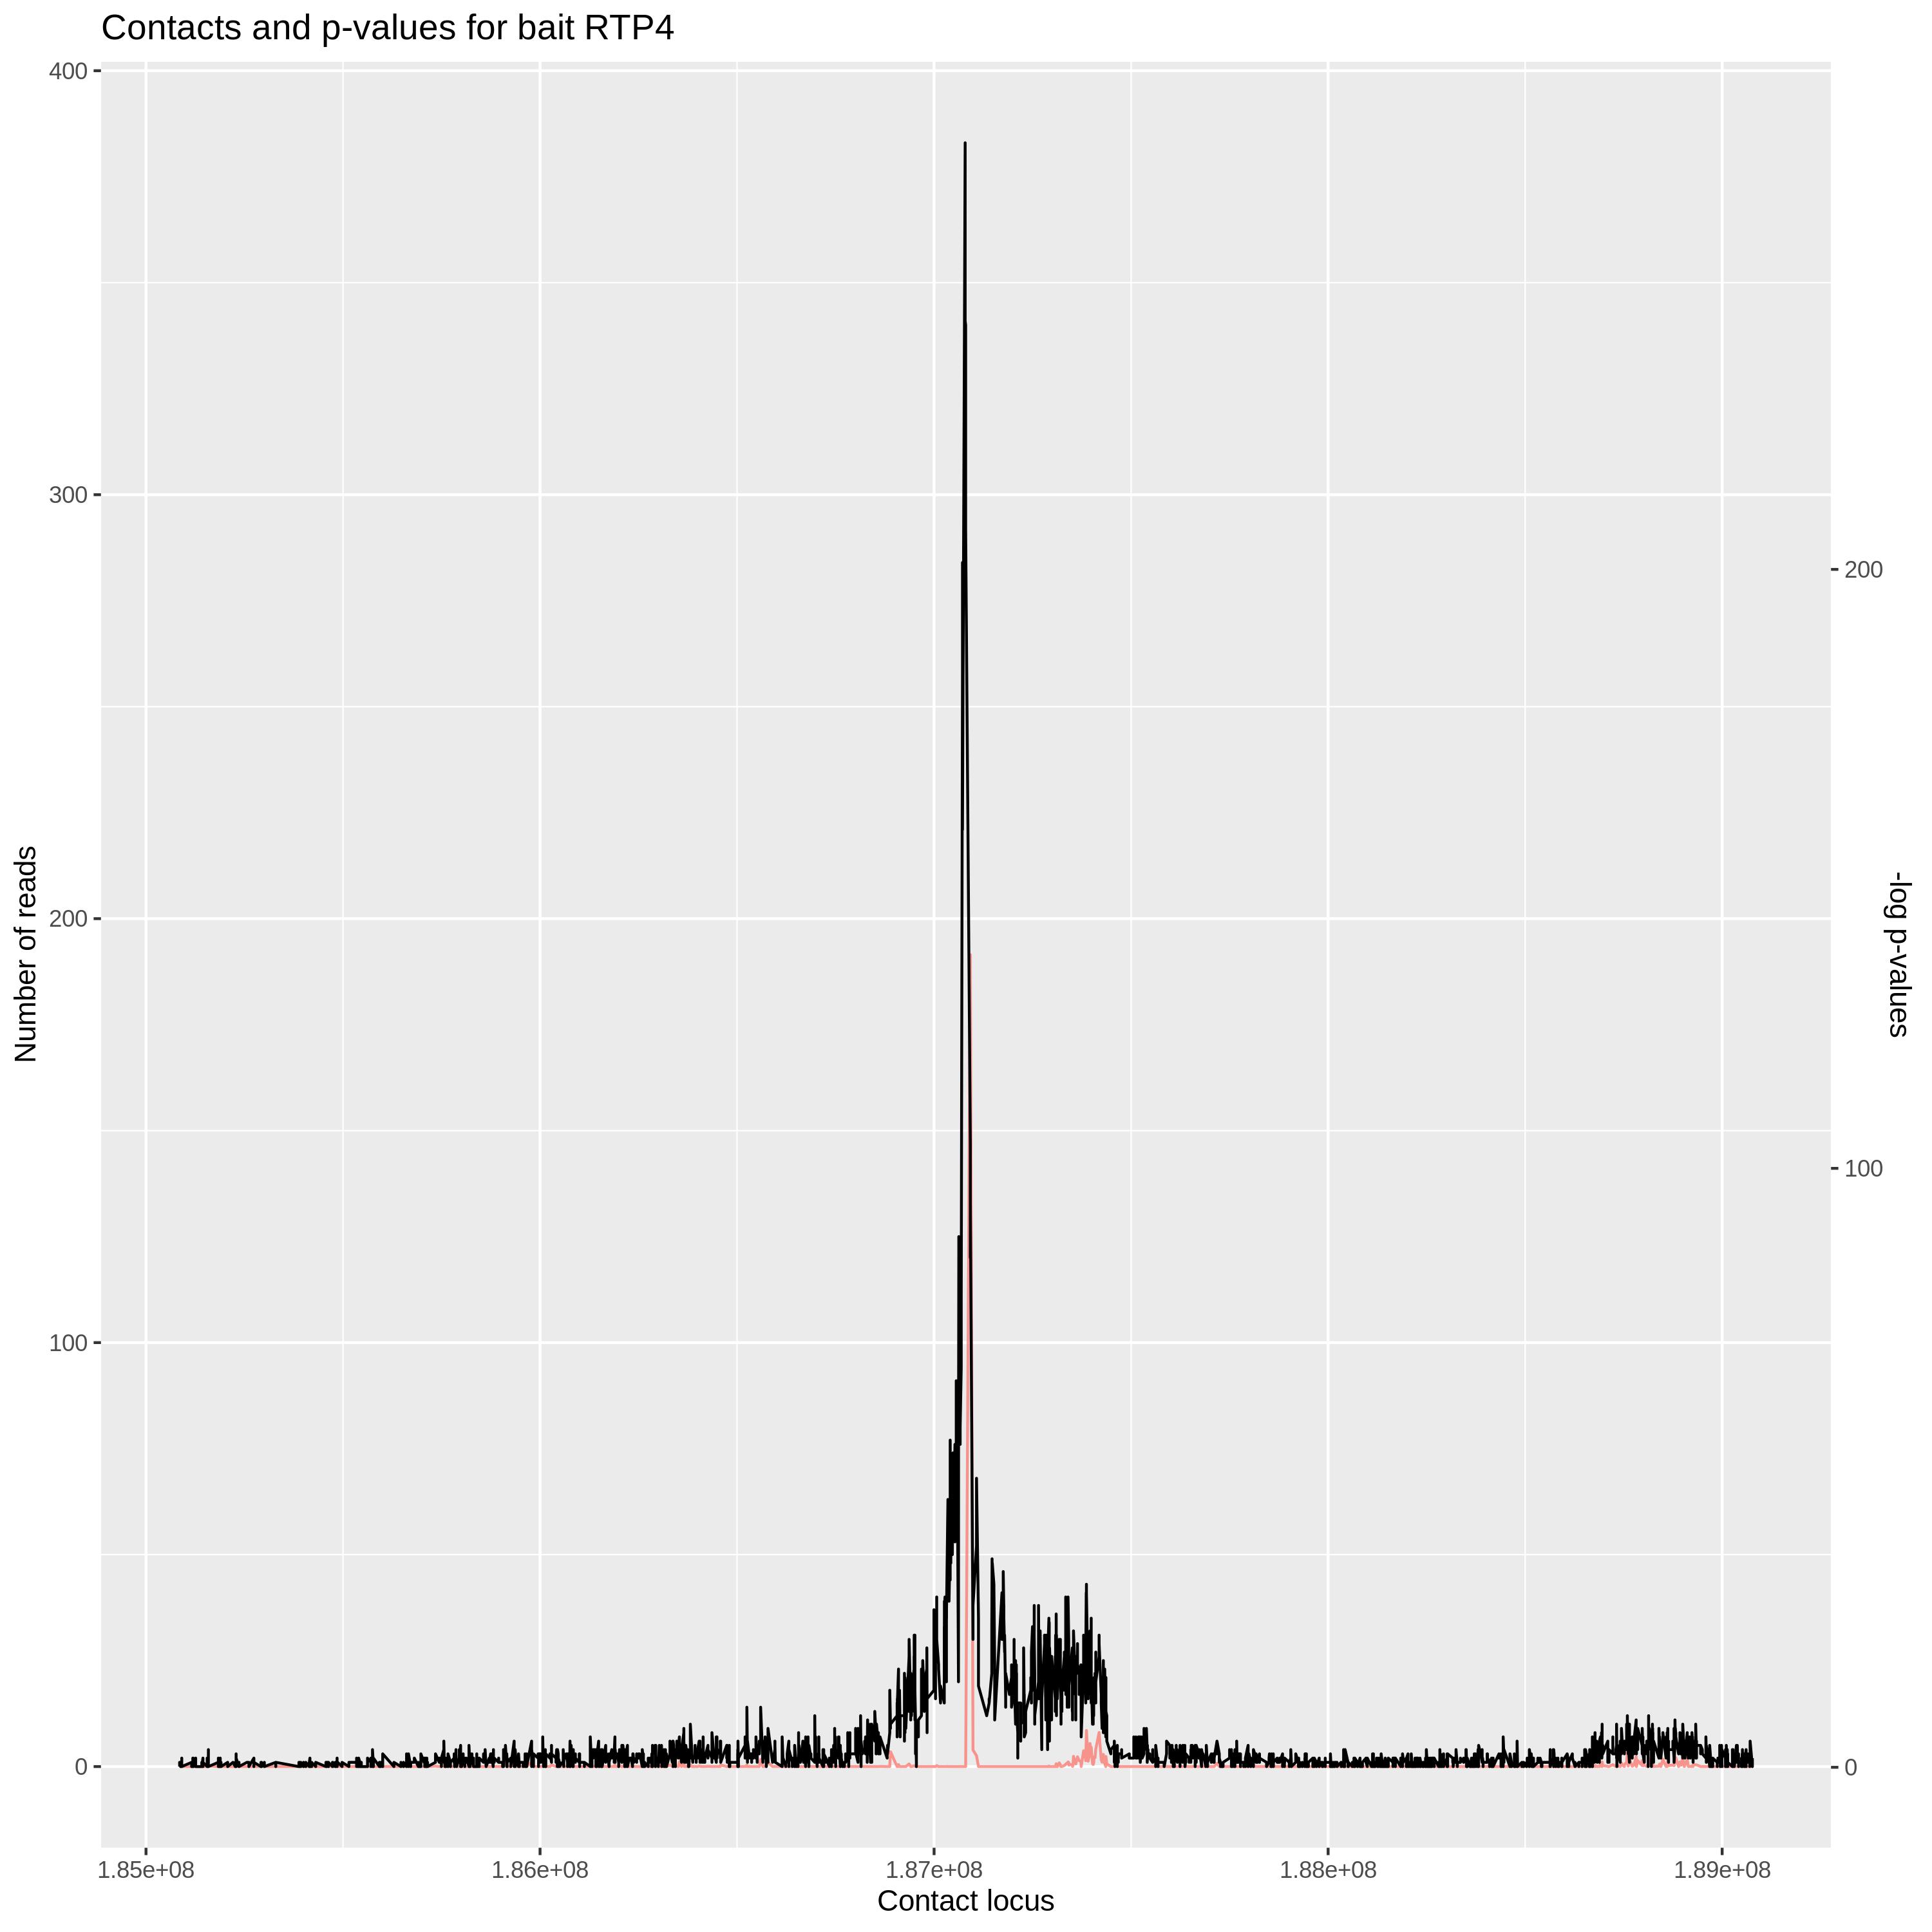 Contacts and p-values for bait RTP4
400
300
200
100
0
Number of reads
200
100
0
-log p-values
1.85e+08
1.86e+08
1.87e+08
1.88e+08
1.89e+08
Contact locus